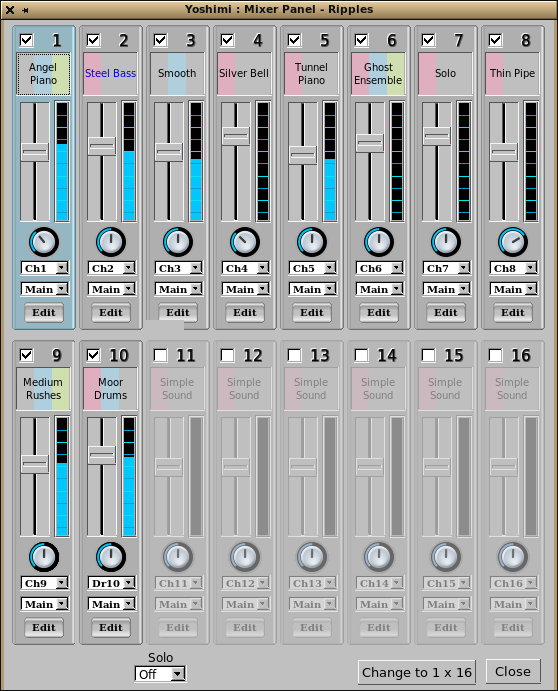 Yoshimi : Mixer Panel - Ripples
1 2 3 4 5 6 7 8
Angel Piano Steel Bass Smooth Silver Bell Tunnel Piano Ghost Ensemble Solo Thin Pipe
Ch1 Ch2 Ch3 Ch4 Ch5 Ch6 Ch7 Ch8
Main Main Main Main Main Main Main Main
Edit Edit Edit Edit Edit Edit Edit Edit
9 10 11 12 13 14 15 16
Medium Rushes Moor Drums Simple Sound Simple Sound Simple Sound Simple Sound Simple Sound Simple Sound
Ch9 Dr10 Ch11 Ch12 Ch13 Ch14 Ch15 Ch16
Main Main Main Main Main Main Main Main
Edit Edit Edit Edit Edit Edit Edit Edit
Solo
Off
Change to 1 x 16
Close